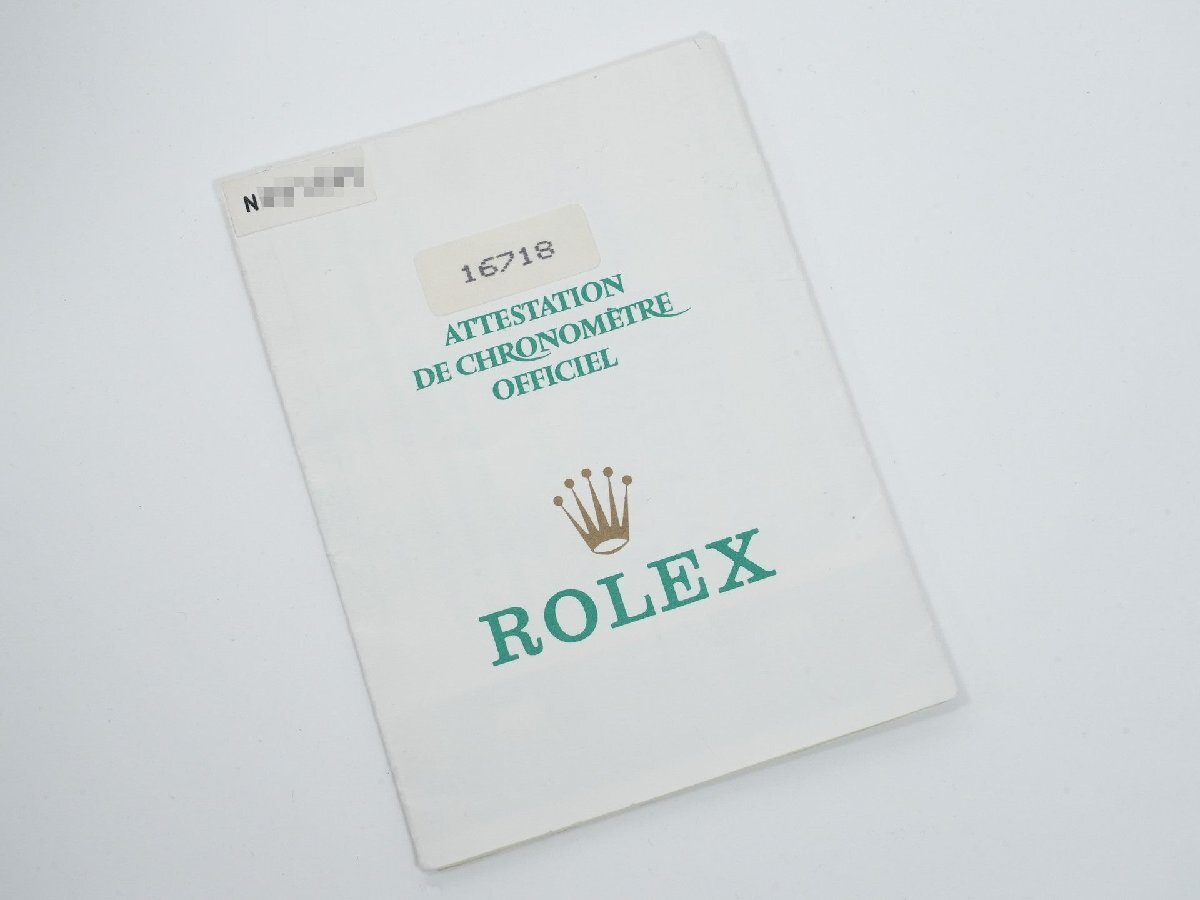 N
16718
ATTESTATION
DE CHRONOMÈTRE
OFFICIEL
ROLEX